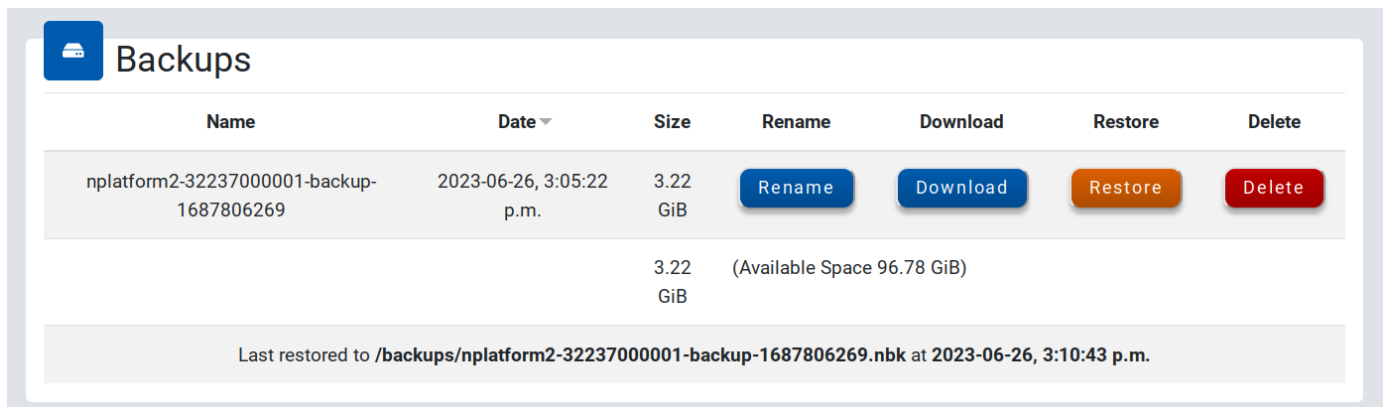 Backups
Name Date Size Rename Download Restore Delete
nplatform2-32237000001-backup- 2023-06-26, 3:05:22 3.22 Rename Download Restore Delete
1687806269 p.m. GiB
3.22 (Available Space 96.78 GiB)
GiB
Last restored to /backups/nplatform2-32237000001-backup-1687806269.nbk at 2023-06-26, 3:10:43 p.m.